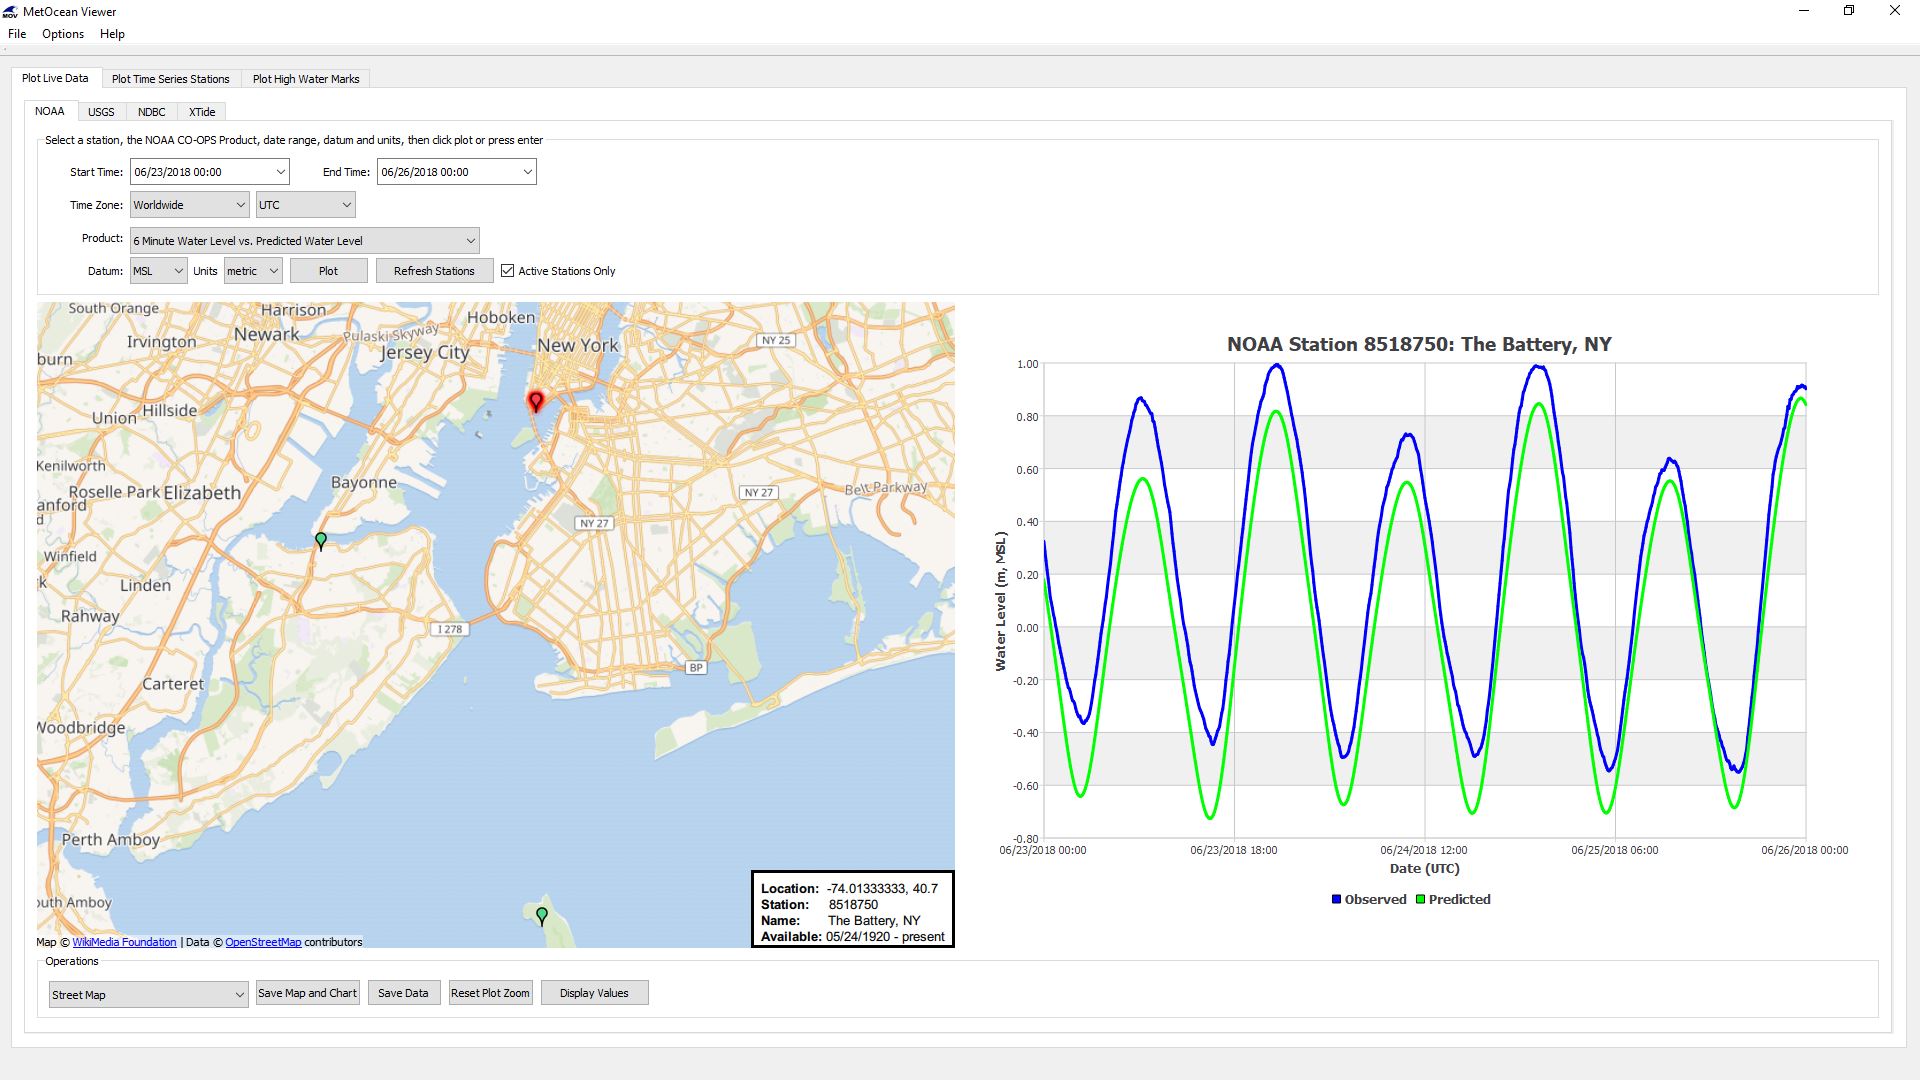 MOV MetOcean Viewer
File Options Help
Plot Live Data Plot Time Series Stations Plot High Water Marks
NOAA USGS NDBC XTide
Select a station, the NOAA CO-OPS Product, date range, datum and units, then click plot or press enter
Start Time: 06/23/2018 00:00 End Time: 06/26/2018 00:00
Time Zone: Worldwide UTC
Product: 6 Minute Water Level vs. Predicted Water Level
Datum: MSL Units metric Plot Refresh Stations Active Stations Only
South Orange
Harrison
Hoboken
Irvington
Newark
Pulaski Skyway
Jersey City
New York
NY 25
burn
Union
Hillside
Kenilworth
Roselle Park
Elizabeth
Bayonne
NY 27
Belt Parkway
anford
d
NY 27
Winfield
k
Linden
Rahway
I 278
BP
Carteret
Woodbridge
Perth Amboy
outh Amboy
Location: -74.01333333, 40.7
Station: 8518750
Name: The Battery, NY
Available: 05/24/1920 - present
Map © WikiMedia Foundation | Data © OpenStreetMap contributors
NOAA Station 8518750: The Battery, NY
1.00
0.80
0.60
0.40
0.20
0.00
-0.20
-0.40
-0.60
-0.80
Water Level (m, MSL)
06/23/2018 00:00 06/23/2018 18:00 06/24/2018 12:00 06/25/2018 06:00 06/26/2018 00:00
Date (UTC)
Observed Predicted
Operations
Street Map Save Map and Chart Save Data Reset Plot Zoom Display Values